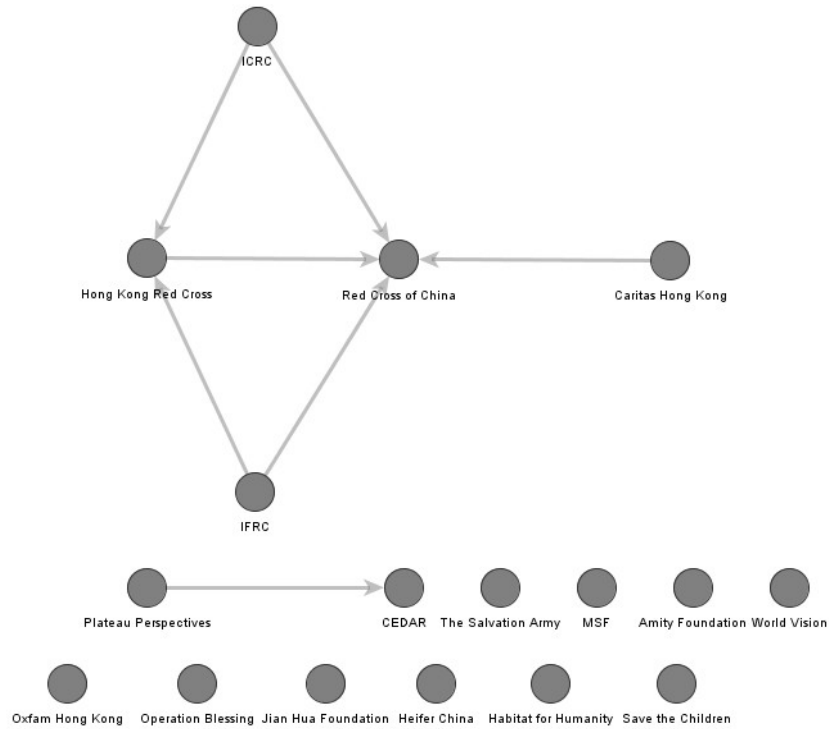 ICRC
Hong Kong Red Cross
Red Cross of China
Caritas Hong Kong
IFRC
Plateau Perspectives
CEDAR
The Salvation Army
MSF
Amity Foundation
World Vision
Oxfam Hong Kong
Operation Blessing
Jian Hua Foundation
Heifer China
Habitat for Humanity
Save the Children